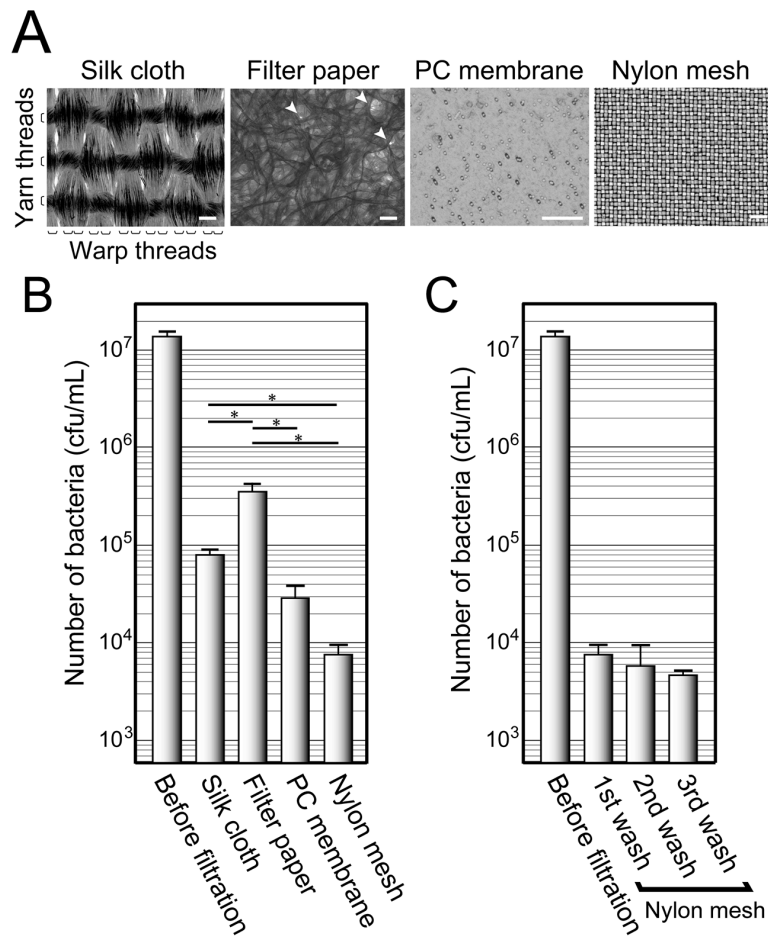 A
Silk cloth
Filter paper
PC membrane
Nylon mesh
Yarn threads
Warp threads
B
Number of bacteria (cfu/mL)
10⁷
10⁶
10⁵
10⁴
10³
*
*
*
*
Before filtration
Silk cloth
Filter paper
PC membrane
Nylon mesh
C
Number of bacteria (cfu/mL)
10⁷
10⁶
10⁵
10⁴
10³
Before filtration
1st wash
2nd wash
3rd wash
Nylon mesh